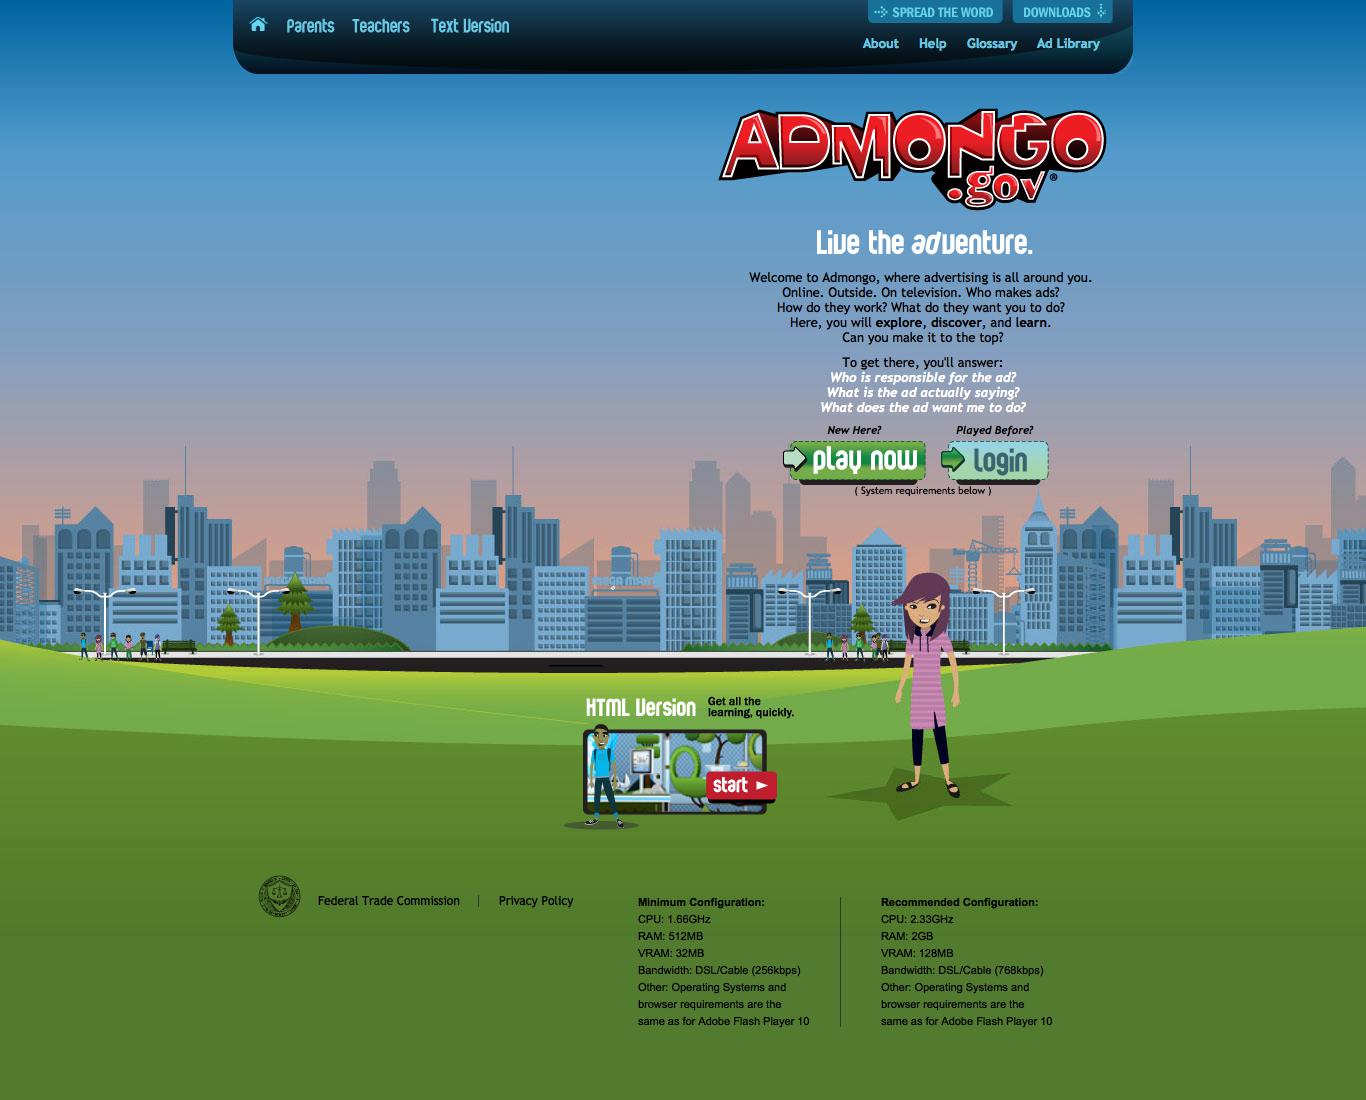 Parents Teachers Text Version
SPREAD THE WORD DOWNLOADS
About Help Glossary Ad Library
ADMONGO
.gov®
Live the adventure.
Welcome to Admongo, where advertising is all around you.
Online. Outside. On television. Who makes ads?
How do they work? What do they want you to do?
Here, you will explore, discover, and learn.
Can you make it to the top?
To get there, you'll answer:
Who is responsible for the ad?
What is the ad actually saying?
What does the ad want me to do?
New Here? Played Before?
play now Login
( System requirements below )
MEGA MART
HTML Version
Get all the
learning, quickly.
start
Federal Trade Commission | Privacy Policy
Minimum Configuration:
CPU: 1.66GHz
RAM: 512MB
VRAM: 32MB
Bandwidth: DSL/Cable (256kbps)
Other: Operating Systems and
browser requirements are the
same as for Adobe Flash Player 10
Recommended Configuration:
CPU: 2.33GHz
RAM: 2GB
VRAM: 128MB
Bandwidth: DSL/Cable (768kbps)
Other: Operating Systems and
browser requirements are the
same as for Adobe Flash Player 10